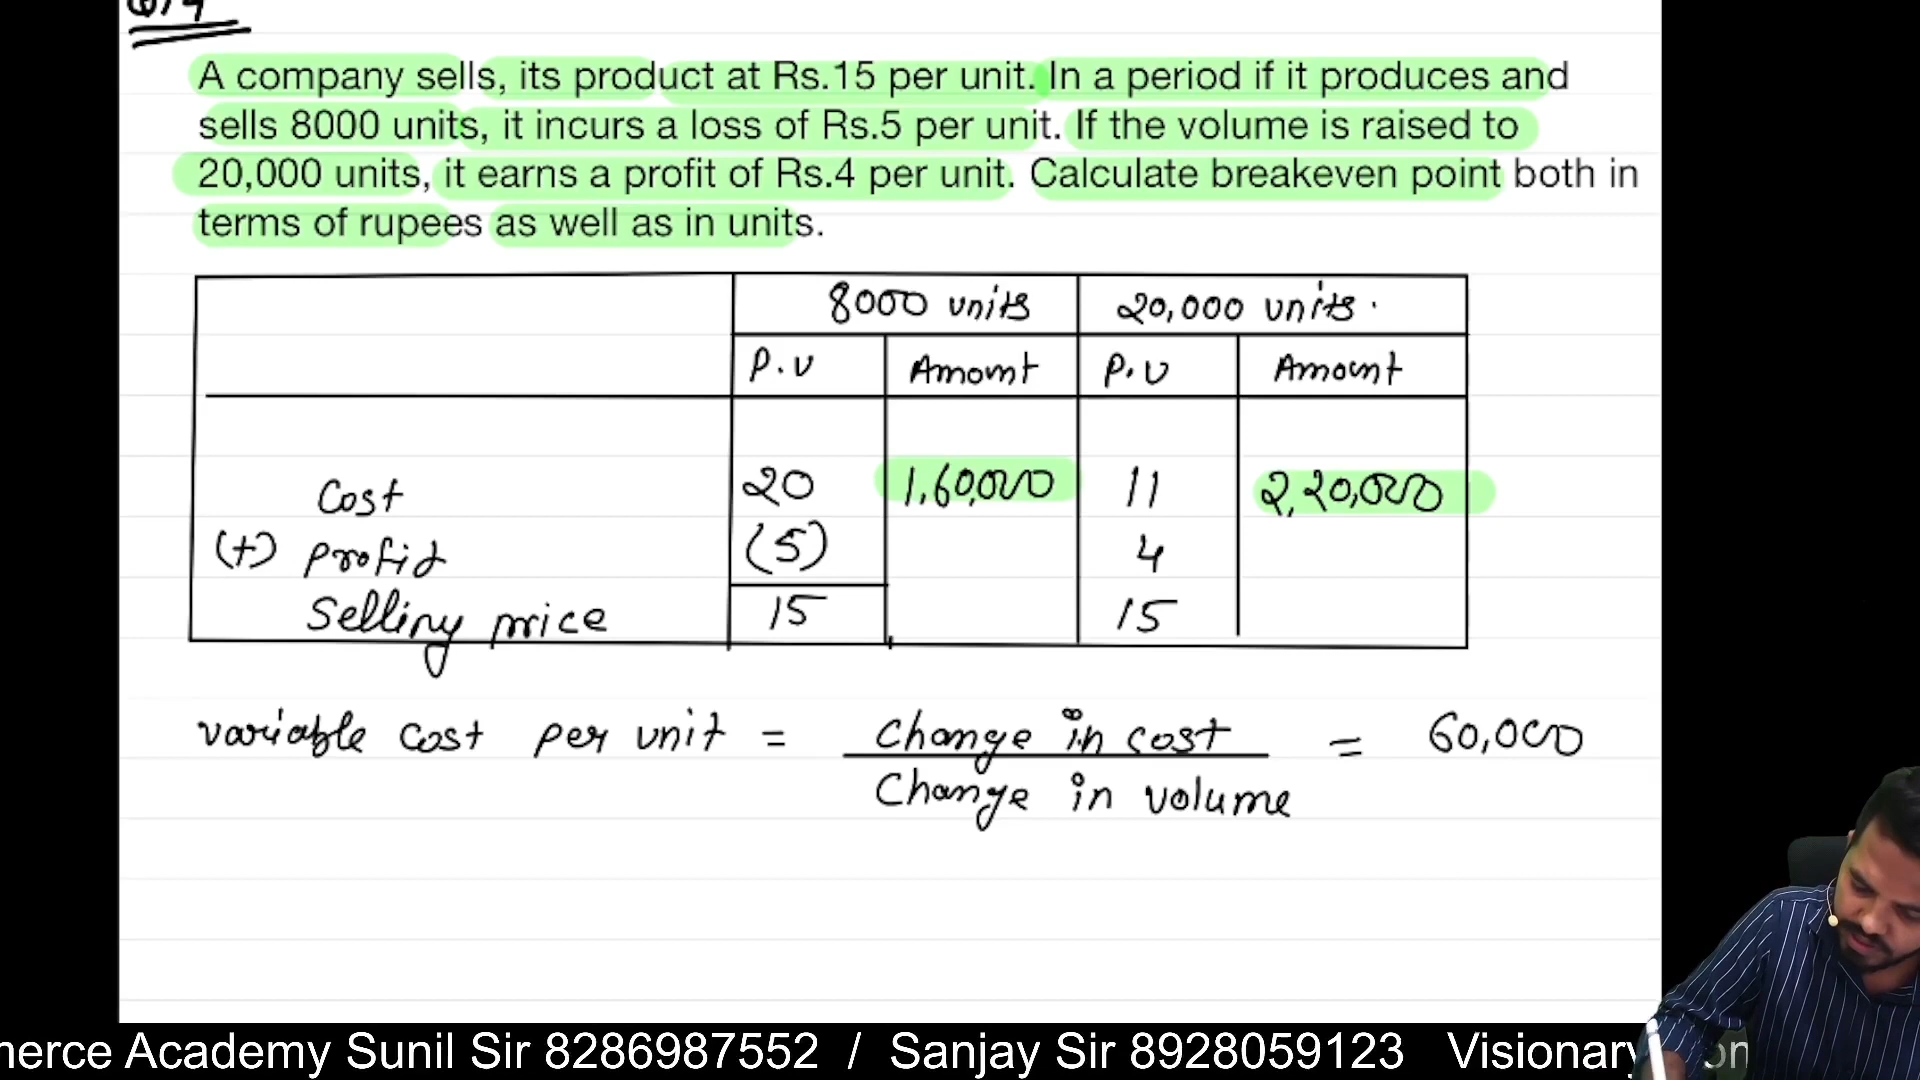 A company sells, its product at Rs.15 per unit. In a period if it produces and
sells 8000 units, it incurs a loss of Rs.5 per unit. If the volume is raised to
20,000 units, it earns a profit of Rs.4 per unit. Calculate breakeven point both in
terms of rupees as well as in units.
8000 units 20,000 units.
P.U Amount P.U Amount
Cost 20 1,60,000 11 2,20,000
(+) Profit (5) 4
Selling price 15 15
variable cost per unit = Change in cost = 60,000
Change in volume
merce Academy Sunil Sir 8286987552 / Sanjay Sir 8928059123 Visionary